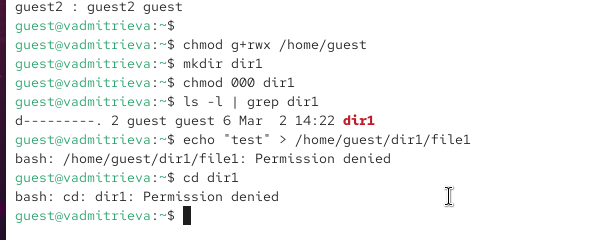 guest2 : guest2 guest
guest@vadmitrieva:~$
guest@vadmitrieva:~$ chmod g+rwx /home/guest
guest@vadmitrieva:~$ mkdir dir1
guest@vadmitrieva:~$ chmod 000 dir1
guest@vadmitrieva:~$ ls -l | grep dir1
d---------. 2 guest guest 6 Mar  2 14:22 dir1
guest@vadmitrieva:~$ echo "test" > /home/guest/dir1/file1
bash: /home/guest/dir1/file1: Permission denied
guest@vadmitrieva:~$ cd dir1
bash: cd: dir1: Permission denied
guest@vadmitrieva:~$